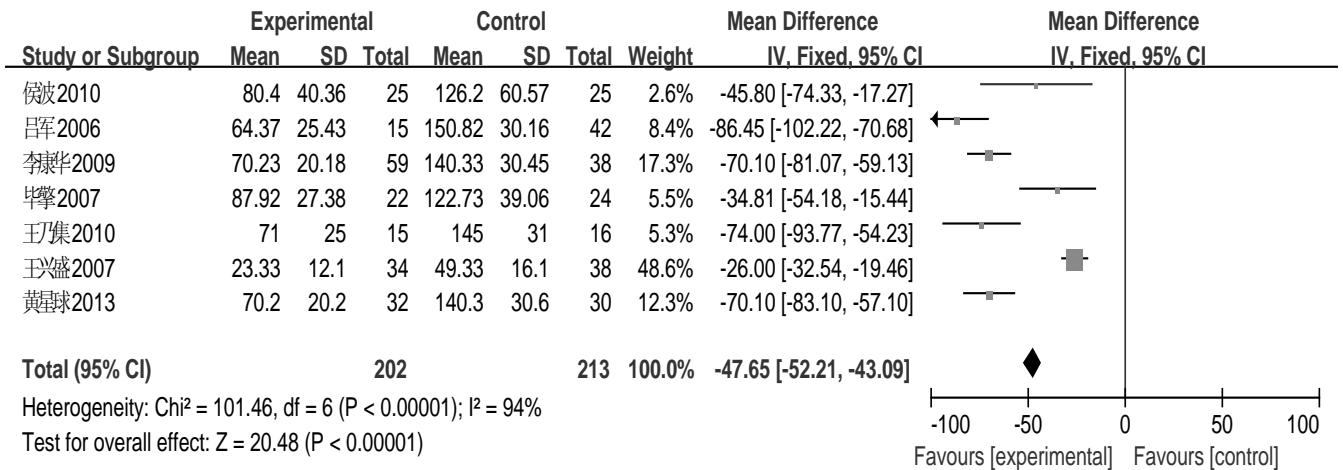 Experimental Control Mean Difference Mean Difference
Study or Subgroup Mean SD Total Mean SD Total Weight IV, Fixed, 95% CI IV, Fixed, 95% CI
侯波2010 80.4 40.36 25 126.2 60.57 25 2.6% -45.80 [-74.33, -17.27]
吕军2006 64.37 25.43 15 150.82 30.16 42 8.4% -86.45 [-102.22, -70.68]
李康华2009 70.23 20.18 59 140.33 30.45 38 17.3% -70.10 [-81.07, -59.13]
毕擎2007 87.92 27.38 22 122.73 39.06 24 5.5% -34.81 [-54.18, -15.44]
王乃集2010 71 25 15 145 31 16 5.3% -74.00 [-93.77, -54.23]
王兴盛2007 23.33 12.1 34 49.33 16.1 38 48.6% -26.00 [-32.54, -19.46]
黄星球2013 70.2 20.2 32 140.3 30.6 30 12.3% -70.10 [-83.10, -57.10]
Total (95% CI) 202 213 100.0% -47.65 [-52.21, -43.09]
Heterogeneity: Chi² = 101.46, df = 6 (P < 0.00001); I² = 94%
Test for overall effect: Z = 20.48 (P < 0.00001)
-100 -50 0 50 100
Favours [experimental] Favours [control]